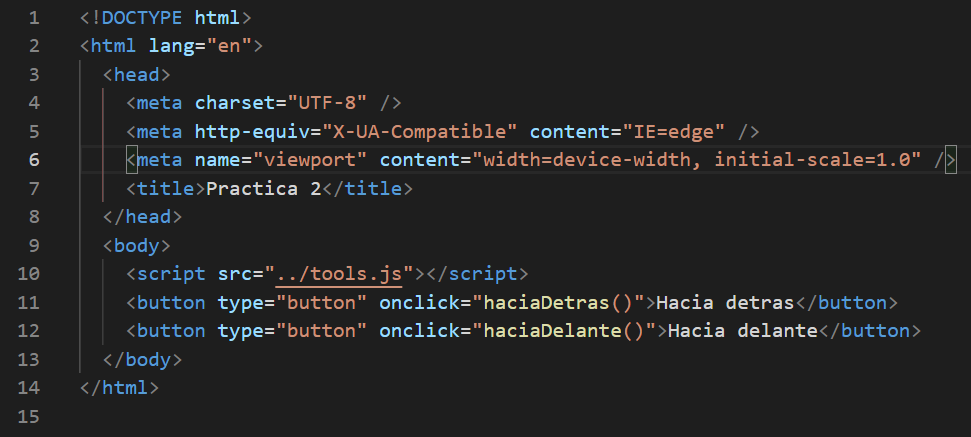 1 <!DOCTYPE html>
2 <html lang="en">
3   <head>
4     <meta charset="UTF-8" />
5     <meta http-equiv="X-UA-Compatible" content="IE=edge" />
6     <meta name="viewport" content="width=device-width, initial-scale=1.0" />
7     <title>Practica 2</title>
8   </head>
9   <body>
10     <script src="../tools.js"></script>
11     <button type="button" onclick="haciaDetras()">Hacia detras</button>
12     <button type="button" onclick="haciaDelante()">Hacia delante</button>
13   </body>
14 </html>
15